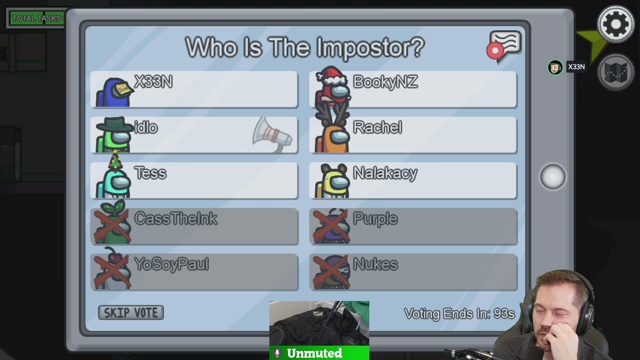 TOTAL TASKS
Who Is The Impostor?
X33N
X33N
BookyNZ
idlo
Rachel
Tess
Nalakacy
CassTheInk
Purple
YoSoyPaul
Nukes
SKIP VOTE
Voting Ends In: 93s
Unmuted